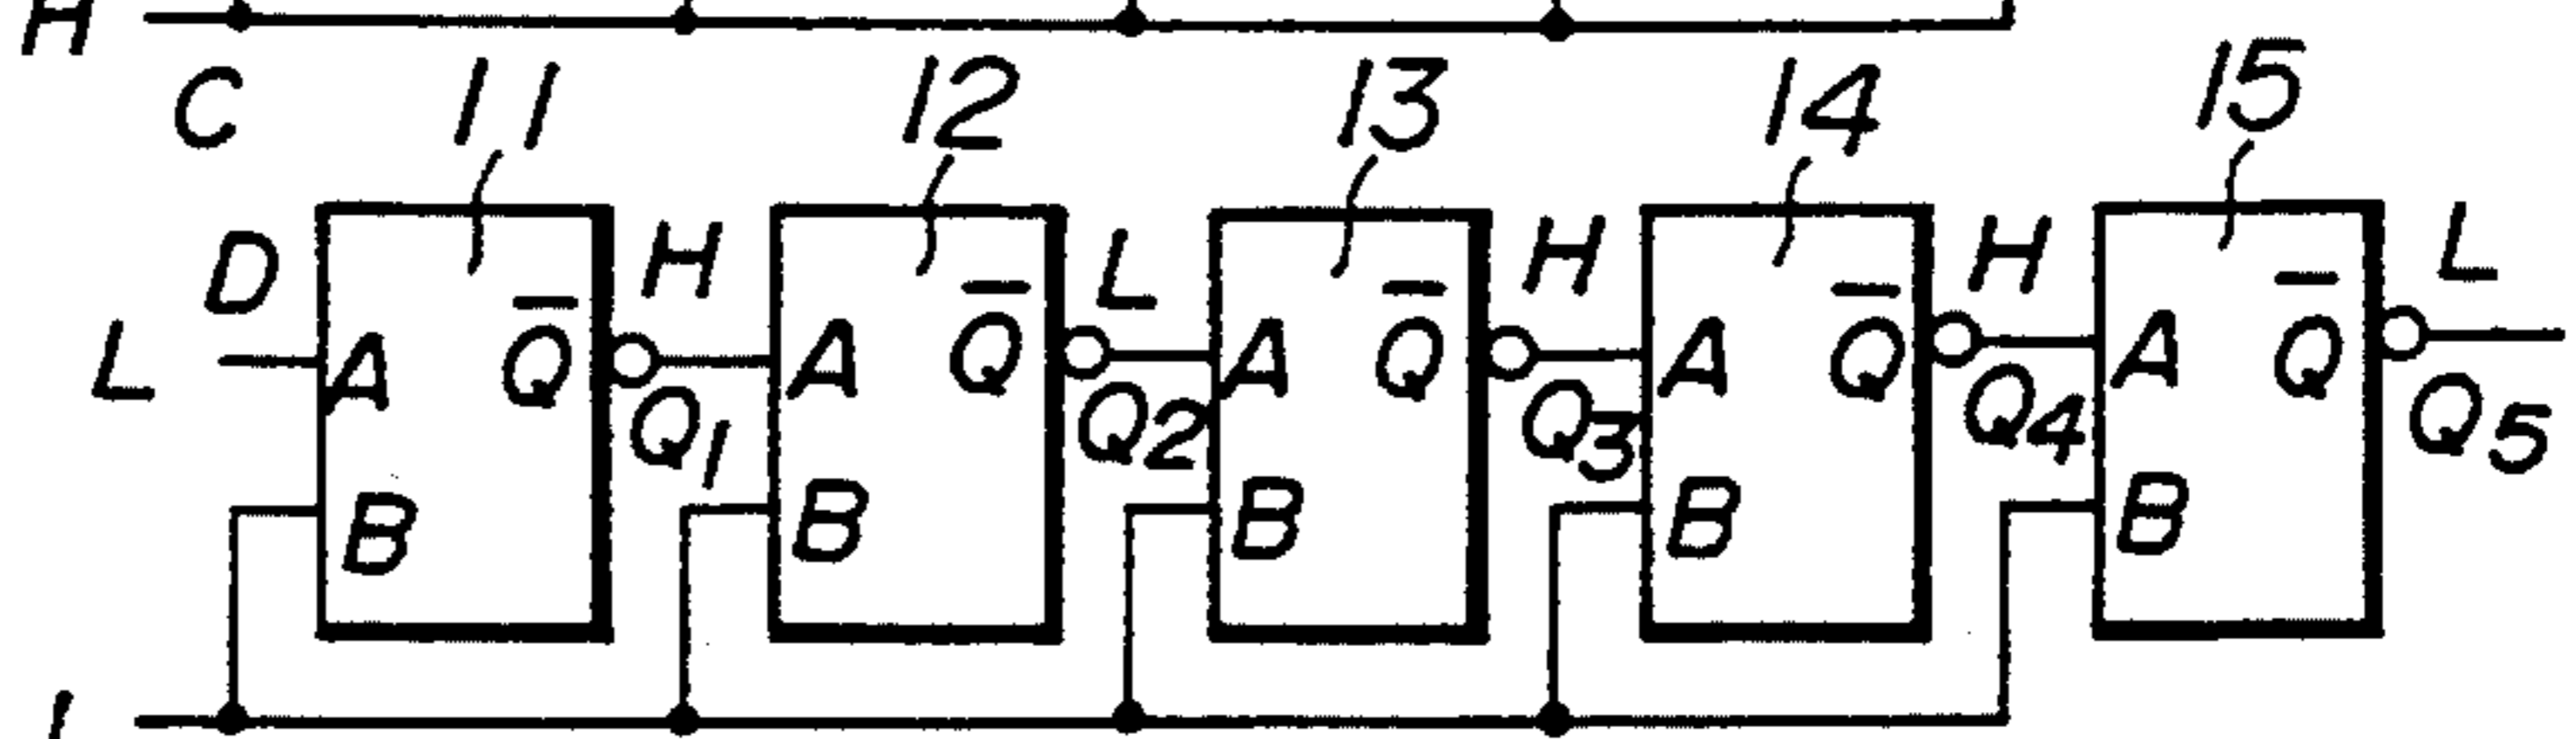 H
C 11 12 13 14 15
D H L H H L
L A Q̅ A Q̅ A Q̅ A Q̅ A Q̅
Q1 Q2 Q3 Q4 Q5
B B B B B